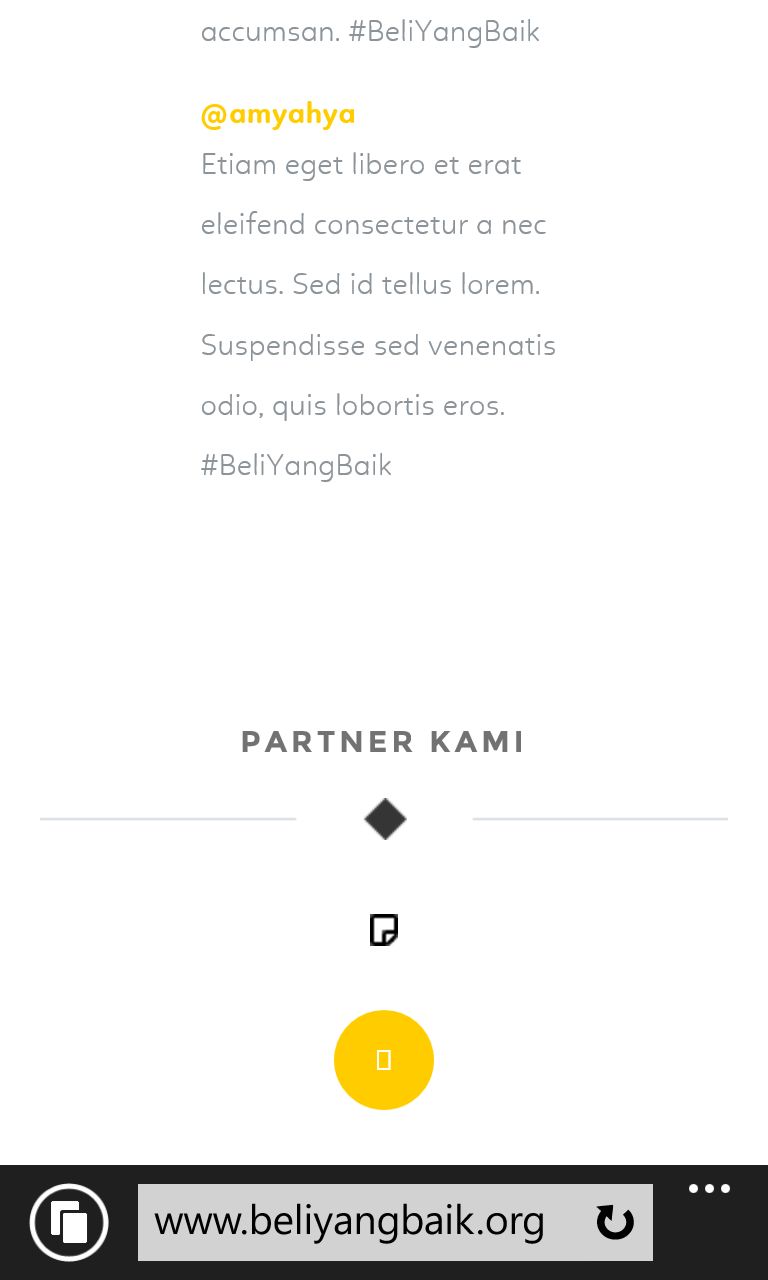 accumsan. #BeliYangBaik
@amyahya
Etiam eget libero et erat
eleifend consectetur a nec
lectus. Sed id tellus lorem.
Suspendisse sed venenatis
odio, quis lobortis eros.
#BeliYangBaik
PARTNER KAMI
www.beliyangbaik.org